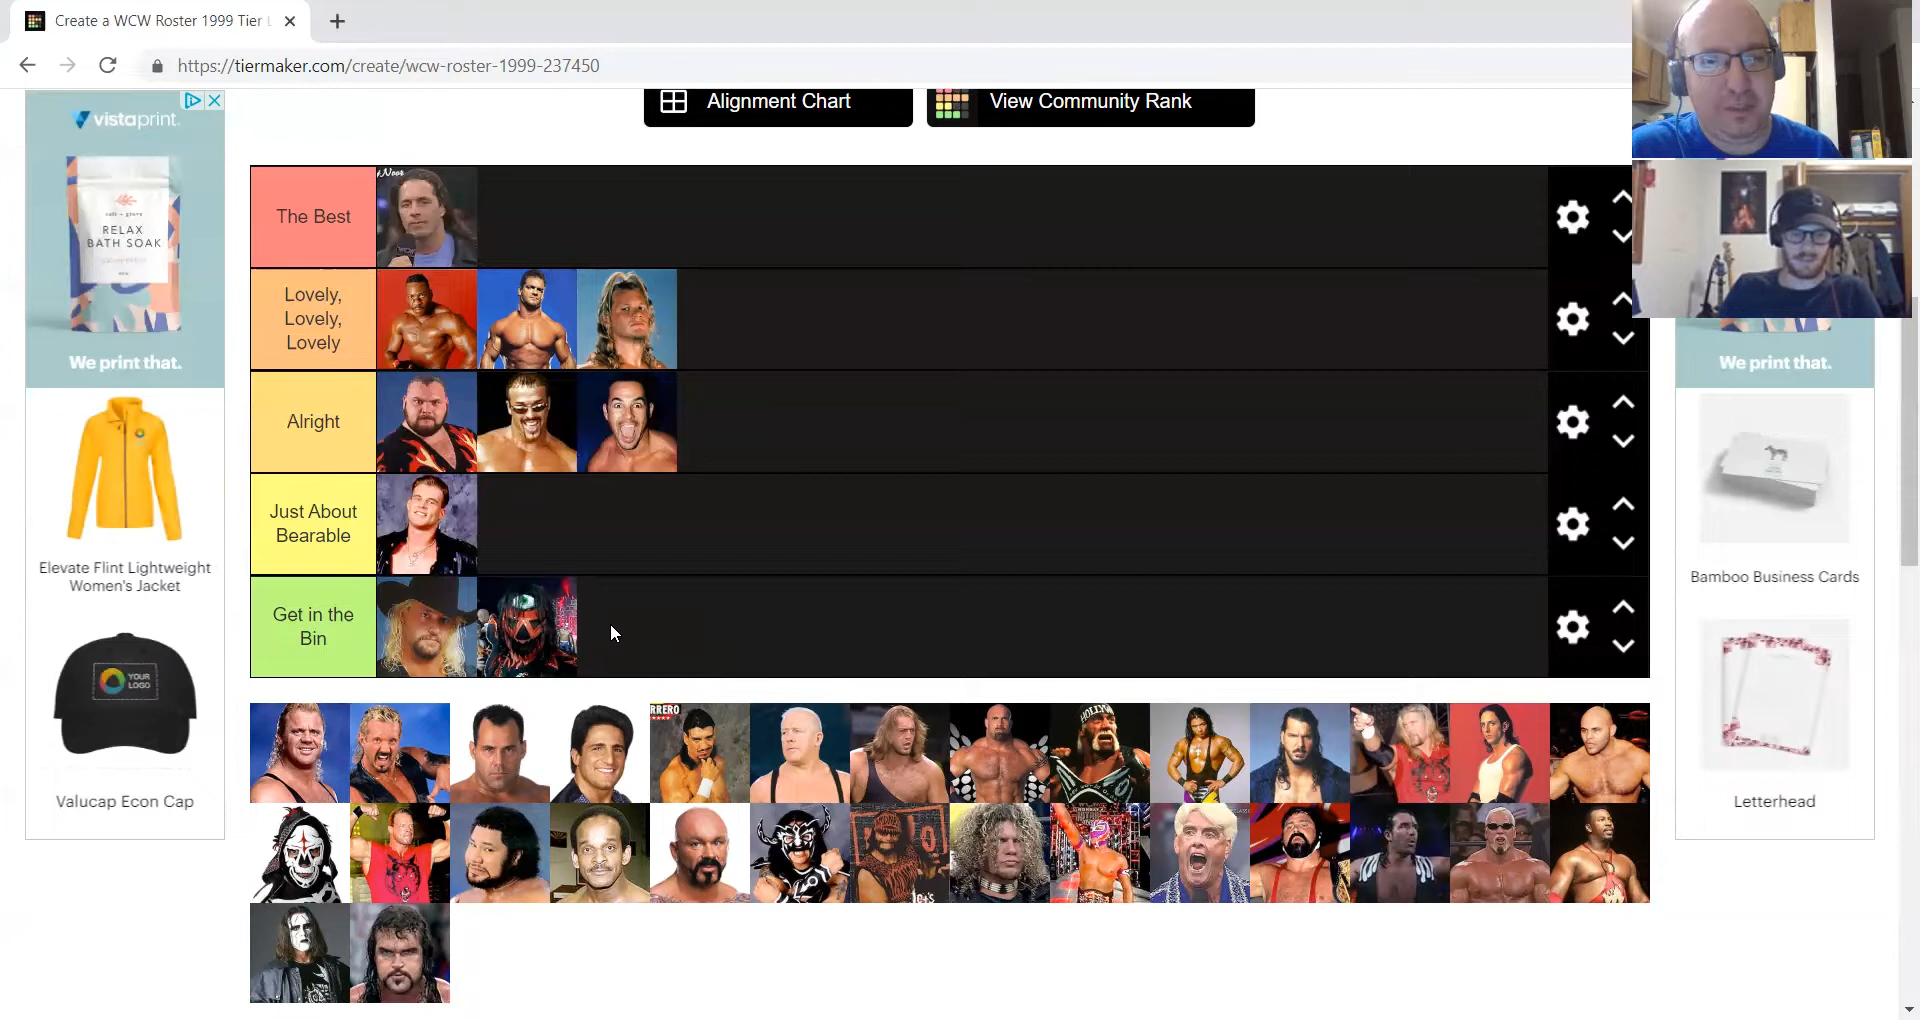 Create a WCW Roster 1999 Tier L
https://tiermaker.com/create/wcw-roster-1999-237450
Alignment Chart
View Community Rank
vistaprint.
RELAX
BATH SOAK
We print that.
Elevate Flint Lightweight
Women's Jacket
YOUR
LOGO
Valucap Econ Cap
The Best
Lovely,
Lovely,
Lovely
Alright
Just About
Bearable
Get in the
Bin
RRERO
HOLLYW
We print that.
Bamboo Business Cards
Letterhead